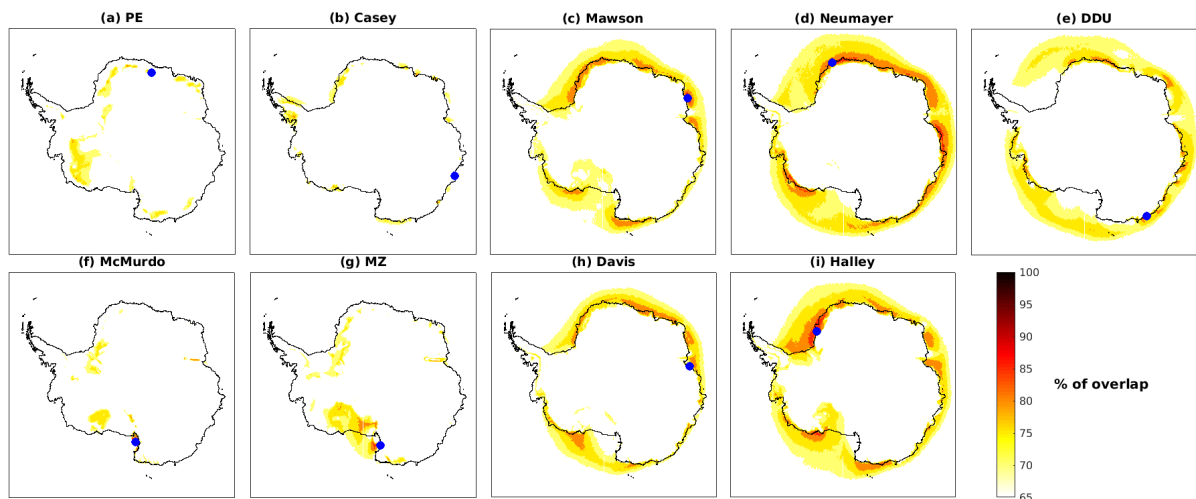 (a) PE
(b) Casey
(c) Mawson
(d) Neumayer
(e) DDU
(f) McMurdo
(g) MZ
(h) Davis
(i) Halley
100
95
90
85
80
75
70
65
% of overlap